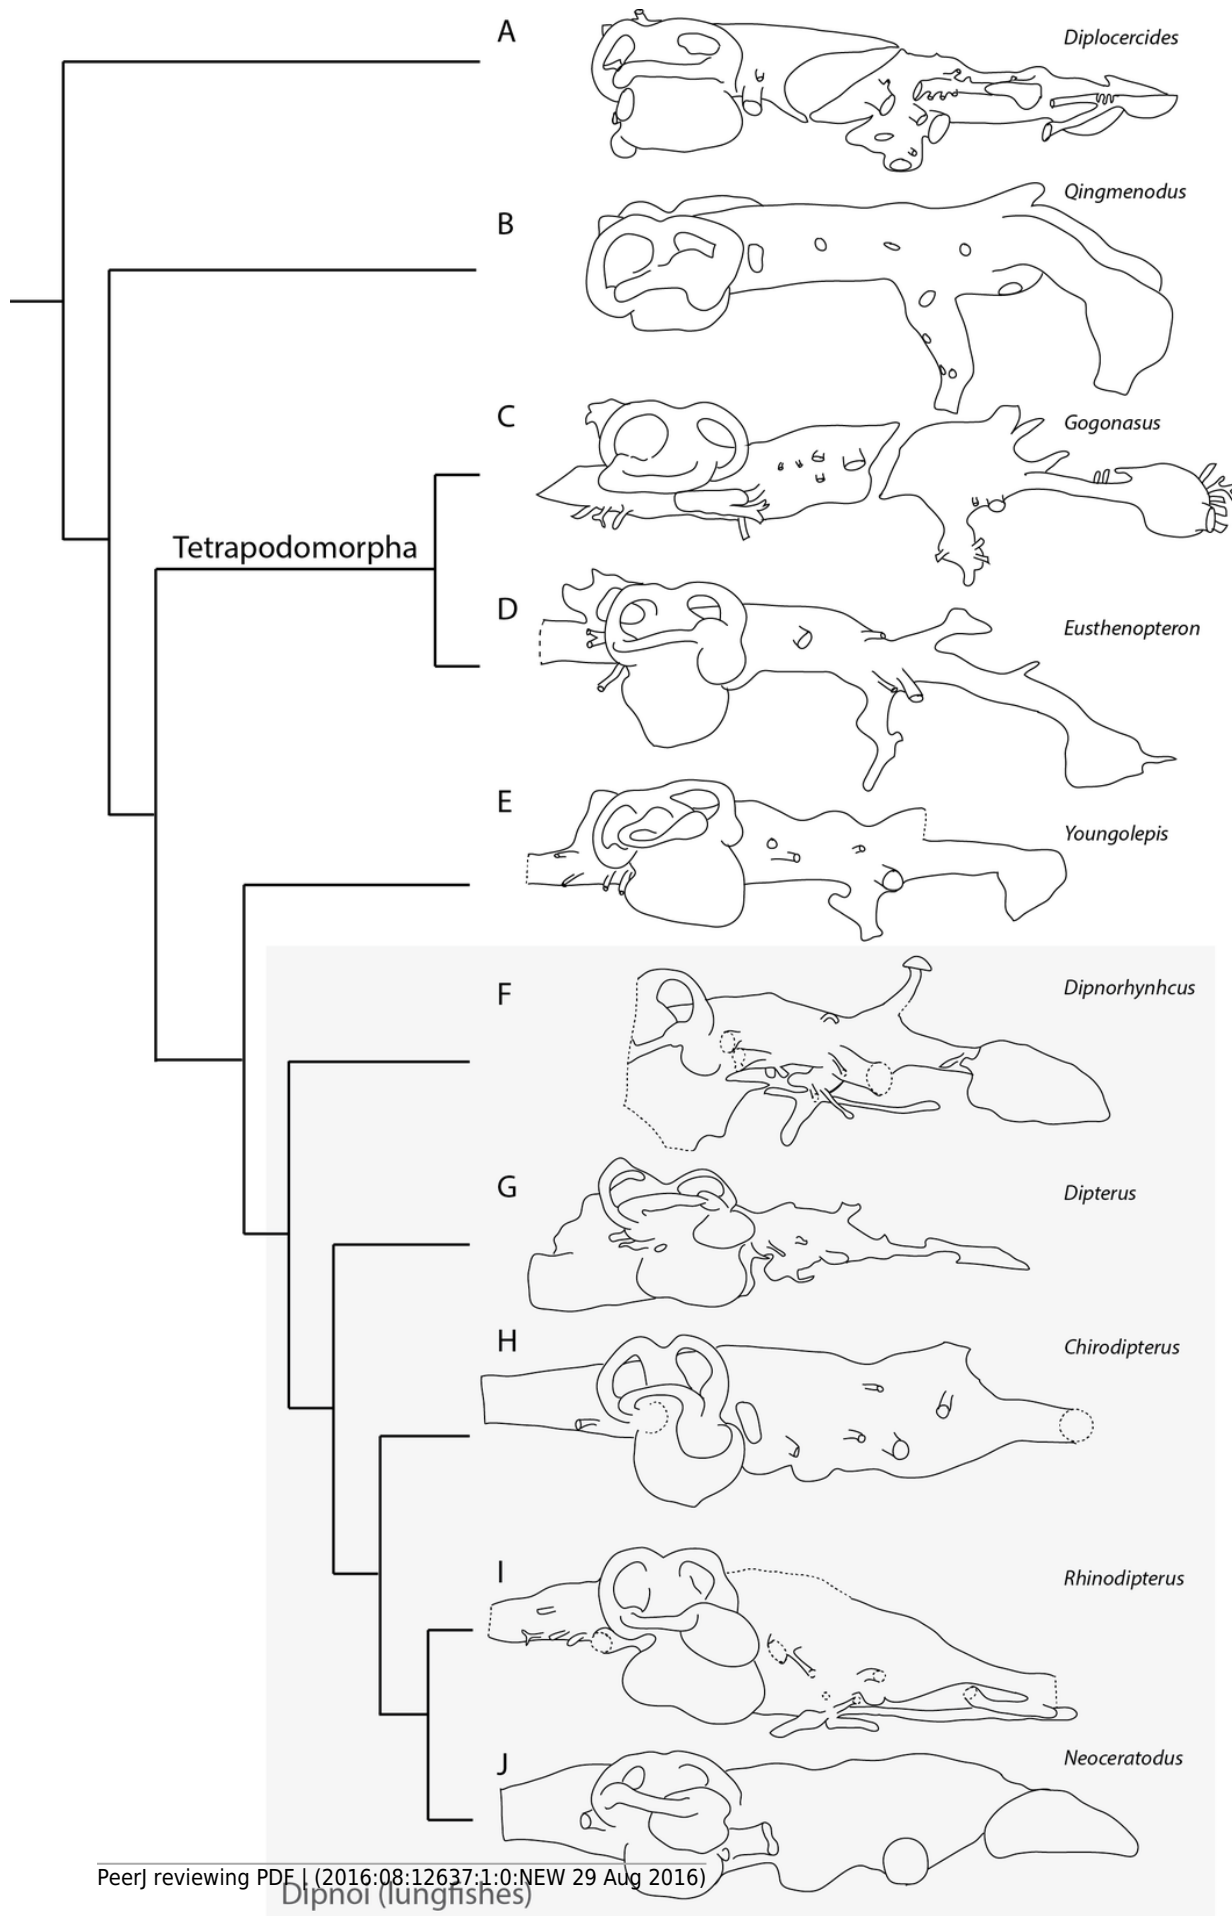 A
Diplocercides
B
Qingmenodus
C
Gogonasus
Tetrapodomorpha
D
Eusthenopteron
E
Youngolepis
F
Dipnorhynhcus
G
Dipterus
H
Chirodipterus
I
Rhinodipterus
J
Neoceratodus
PeerJ reviewing PDF | (2016:08:12637:1:0:NEW 29 Aug 2016)
Dipnoi (lungfishes)